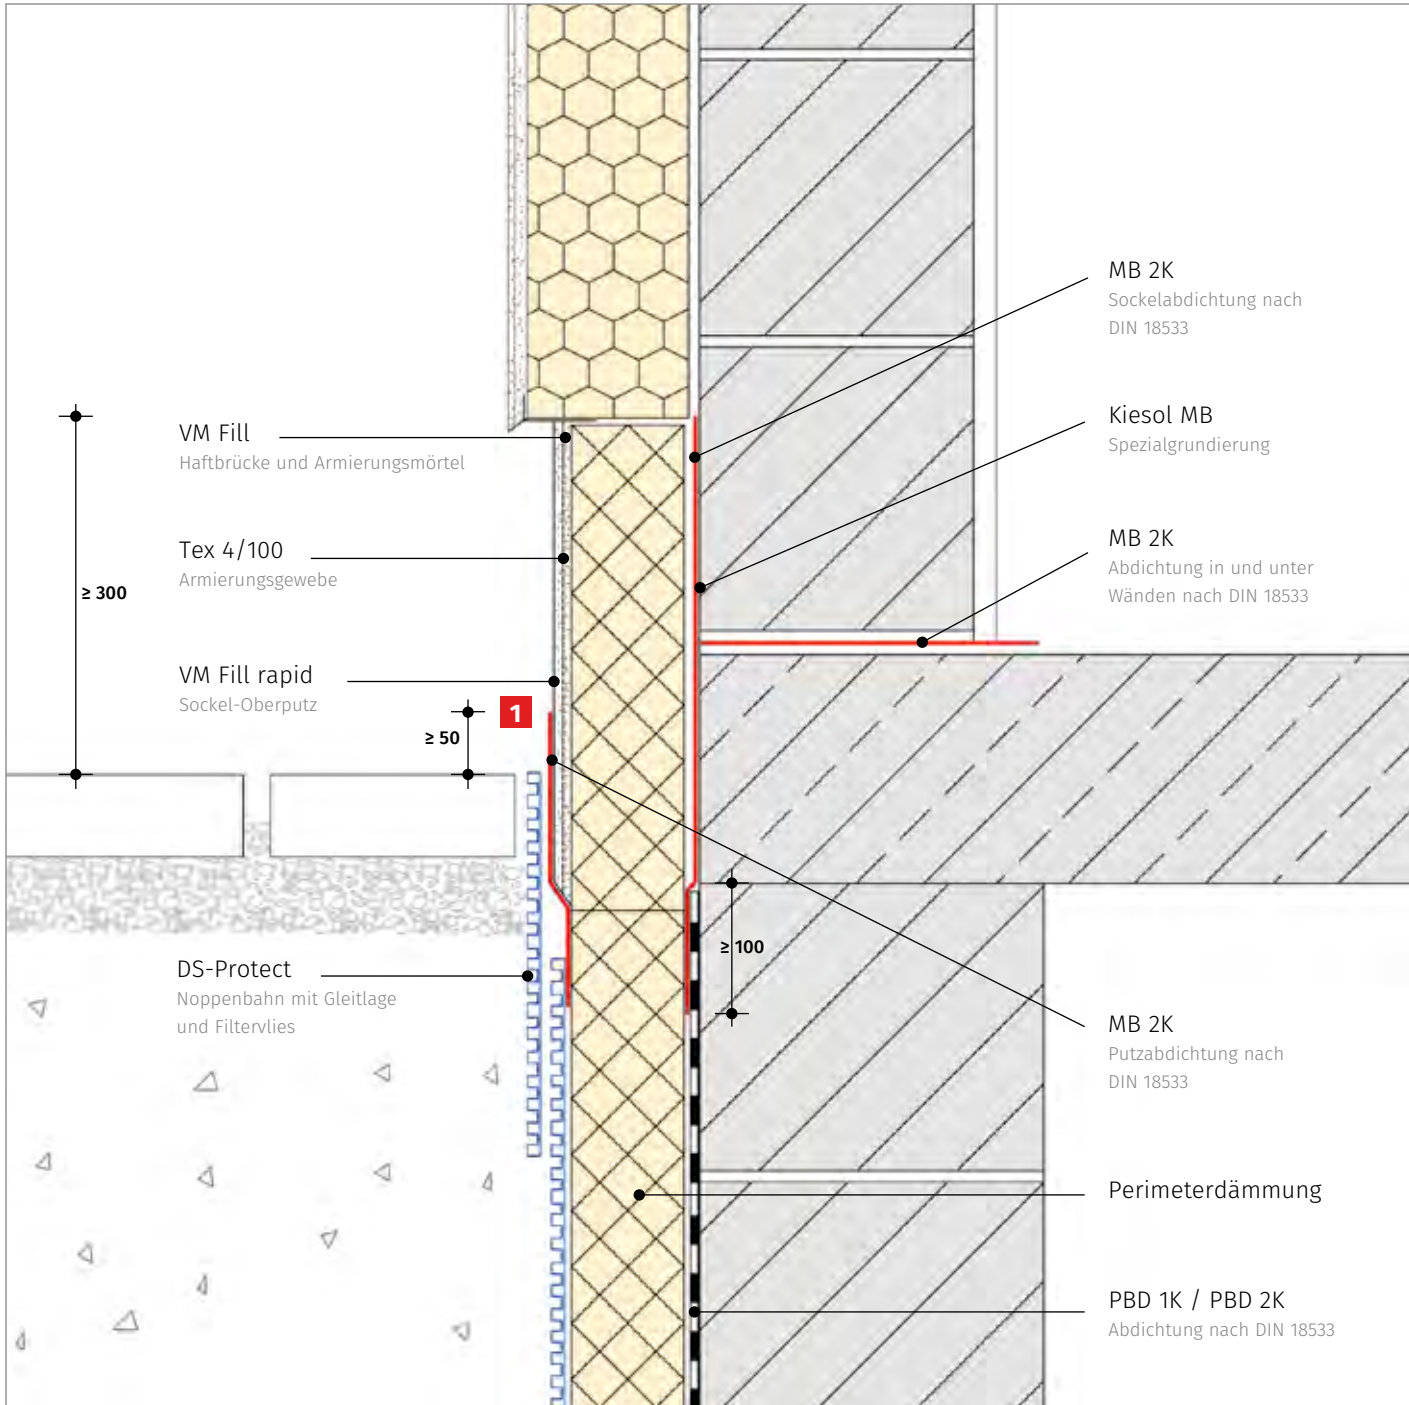 MB 2K
Sockelabdichtung nach
DIN 18533
Kiesol MB
Spezialgrundierung
VM Fill
Haftbrücke und Armierungsmörtel
MB 2K
Abdichtung in und unter
Wänden nach DIN 18533
Tex 4/100
Armierungsgewebe
≥ 300
VM Fill rapid
Sockel-Oberputz
1
≥ 50
≥ 100
DS-Protect
Noppenbahn mit Gleitlage
und Filtervlies
MB 2K
Putzabdichtung nach
DIN 18533
Perimeterdämmung
PBD 1K / PBD 2K
Abdichtung nach DIN 18533